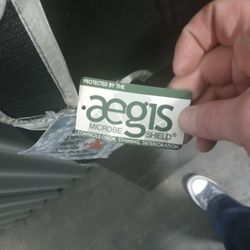 PROTECTED BY THE
aegis
MICROBE SHIELD®
CONTROLS ODOR, STAINING, DETERIORATION